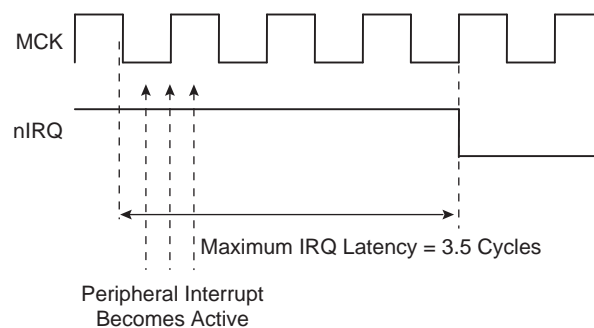 MCK
nIRQ
Maximum IRQ Latency = 3.5 Cycles
Peripheral Interrupt
Becomes Active